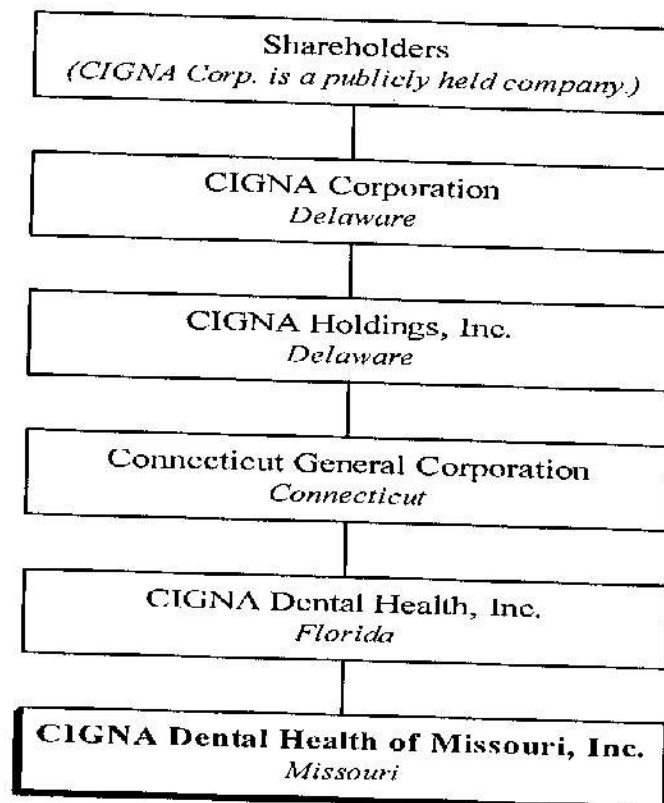 Shareholders
(CIGNA Corp. is a publicly held company.)
CIGNA Corporation
Delaware
CIGNA Holdings, Inc.
Delaware
Connecticut General Corporation
Connecticut
CIGNA Dental Health, Inc.
Florida
CIGNA Dental Health of Missouri, Inc.
Missouri